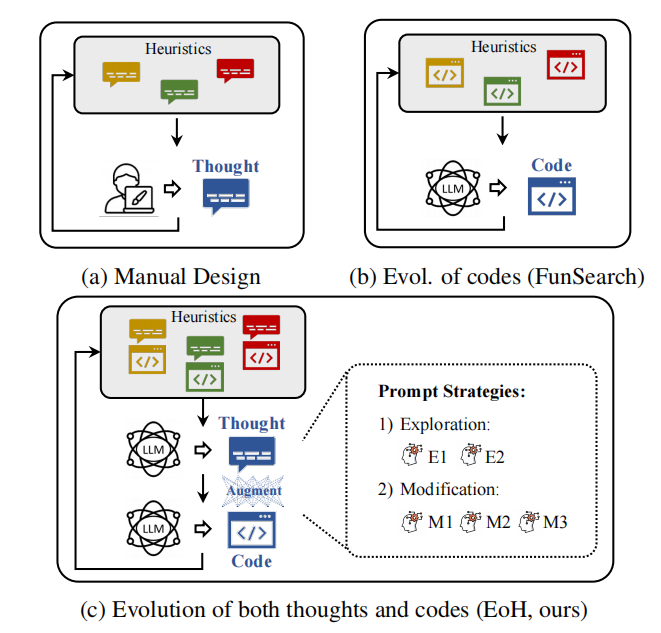 Heuristics
</>
</>
</>
Thought
LLM
Code
</>
(a) Manual Design
(b) Evol. of codes (FunSearch)
Heuristics
</>
</>
</>
LLM
Thought
Augment
LLM
</>
Code
Prompt Strategies:
1) Exploration:
E1 E2
2) Modification:
M1 M2 M3
(c) Evolution of both thoughts and codes (EoH, ours)